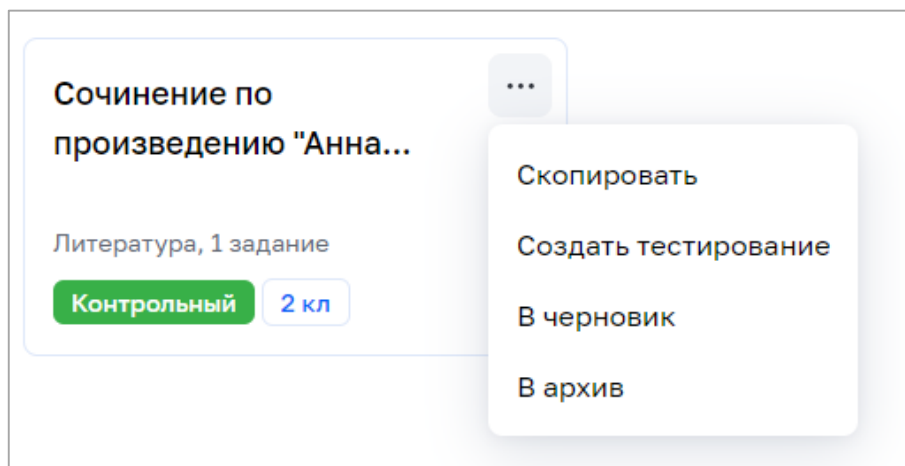 Сочинение по
произведению "Анна...
Литература, 1 задание
Контрольный
2 кл
...
Скопировать
Создать тестирование
В черновик
В архив